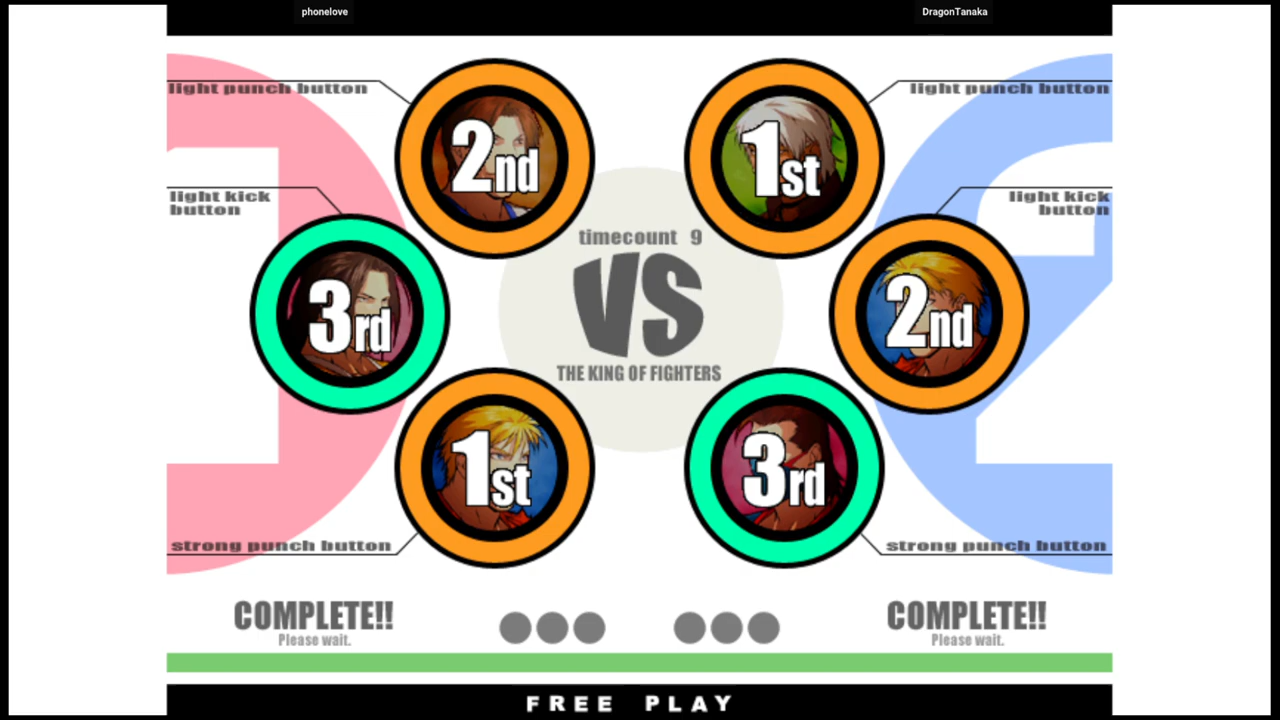 phonelove
DragonTanaka
light punch button
light punch button
2nd
1st
light kick
button
light kick
button
timecount 9
VS
THE KING OF FIGHTERS
3rd
2nd
1st
3rd
strong punch button
strong punch button
COMPLETE!!
Please wait.
COMPLETE!!
Please wait.
FREE PLAY
1
2